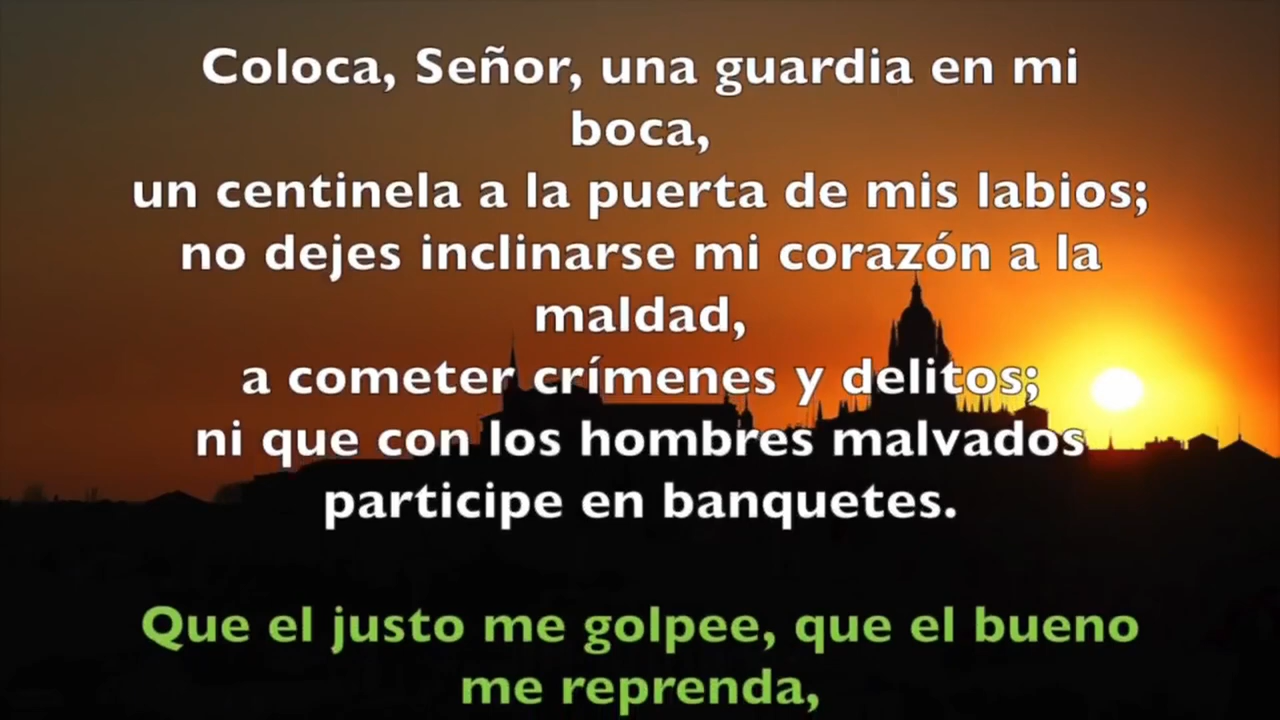 Coloca, Señor, una guardia en mi
boca,
un centinela a la puerta de mis labios;
no dejes inclinarse mi corazón a la
maldad,
a cometer crímenes y delitos;
ni que con los hombres malvados
participe en banquetes.
Que el justo me golpee, que el bueno
me reprenda,